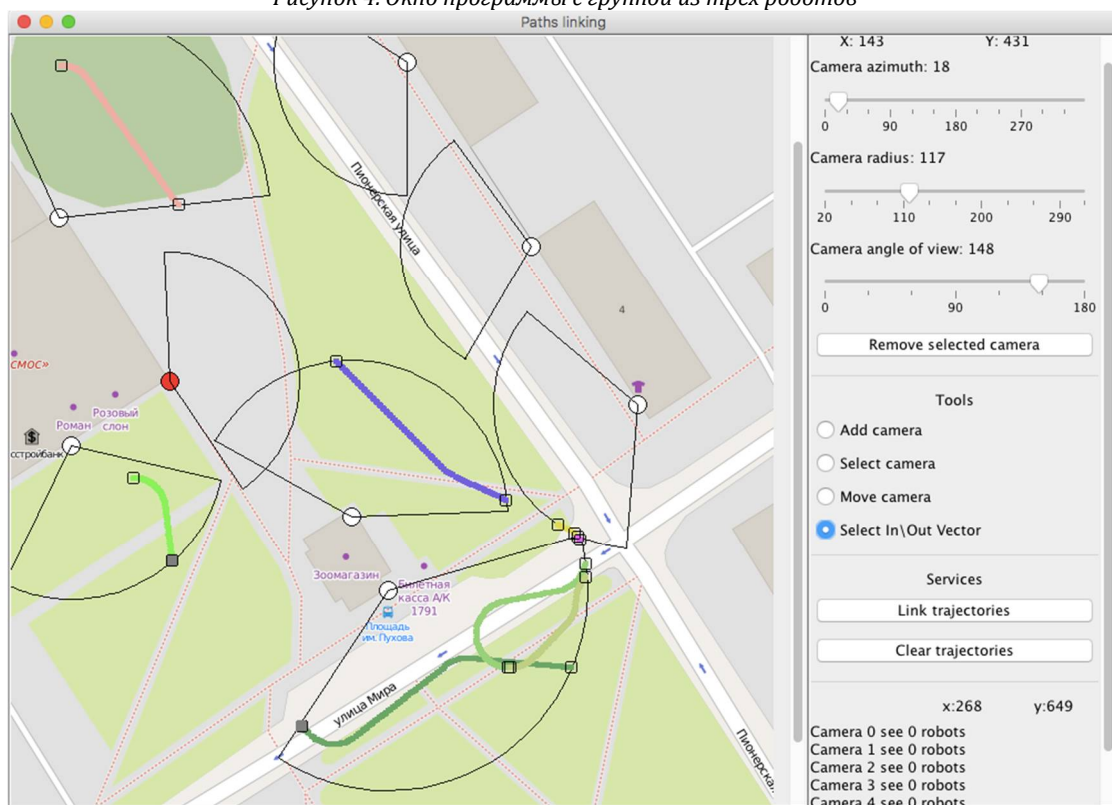 Рисунок 4. Окно программы с группой из трех роботов
Paths linking
X: 143 Y: 431
Camera azimuth: 18
0 90 180 270
Camera radius: 117
20 110 200 290
Camera angle of view: 148
0 90 180
Remove selected camera
Tools
Add camera
Select camera
Move camera
Select In\Out Vector
Services
Link trajectories
Clear trajectories
x:268 y:649
Camera 0 see 0 robots
Camera 1 see 0 robots
Camera 2 see 0 robots
Camera 3 see 0 robots
Camera 4 see 0 robots
Пионерская улица
4
СМОС»
Розовый
слон
Роман
$
сстройбанк
Зоомагазин
Билетная
касса А/К
1791
Площадь
им. Пухова
улица Мира
Пионерска